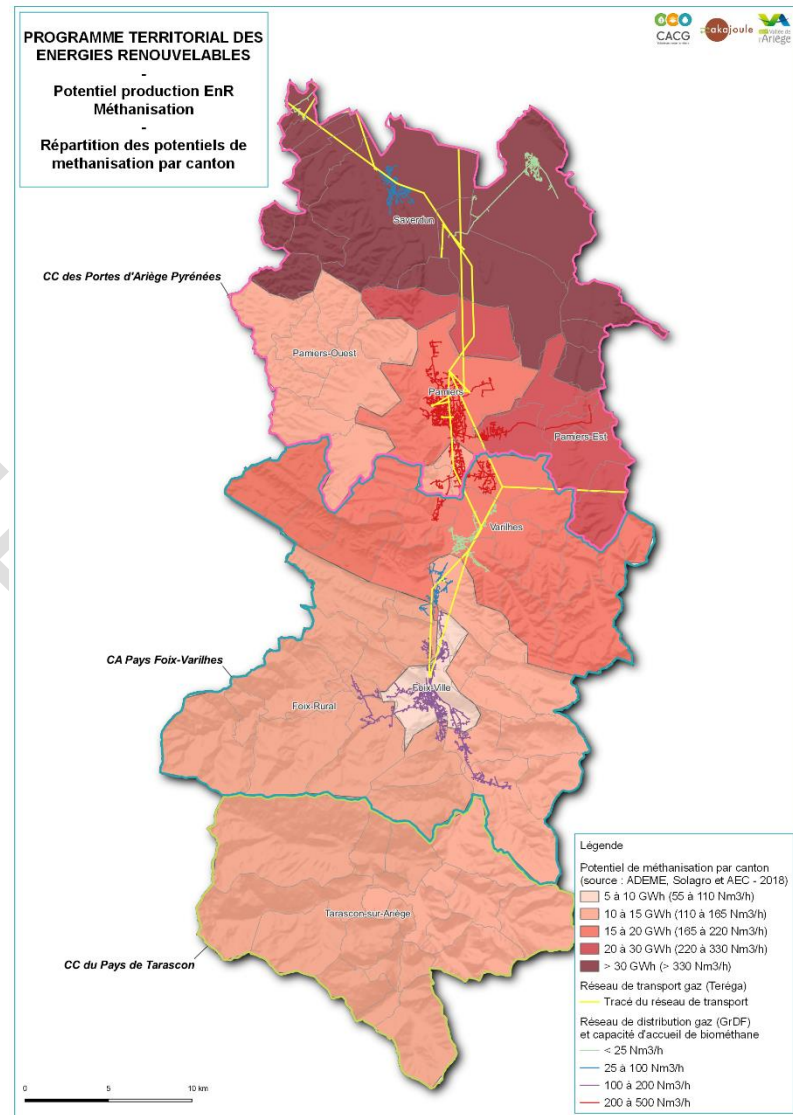 PROGRAMME TERRITORIAL DES
ENERGIES RENOUVELABLES
-
Potentiel production EnR
Méthanisation
-
Répartition des potentiels de
methanisation par canton
CACG
akajoule
Vallée de
l'Ariège
Saverdun
CC des Portes d'Ariège Pyrénées
Pamiers-Ouest
Pamiers
Pamiers-Est
Varilhes
CA Pays Foix-Varilhes
Foix-Ville
Foix-Rural
Tarascon-sur-Ariège
CC du Pays de Tarascon
Légende
Potentiel de méthanisation par canton
(source : ADEME, Solagro et AEC - 2018)
5 à 10 GWh (55 à 110 Nm3/h)
10 à 15 GWh (110 à 165 Nm3/h)
15 à 20 GWh (165 à 220 Nm3/h)
20 à 30 GWh (220 à 330 Nm3/h)
> 30 GWh (> 330 Nm3/h)
Réseau de transport gaz (Teréga)
Tracé du réseau de transport
Réseau de distribution gaz (GrDF)
et capacité d'accueil de biométhane
< 25 Nm3/h
25 à 100 Nm3/h
100 à 200 Nm3/h
200 à 500 Nm3/h
0 5 10 km